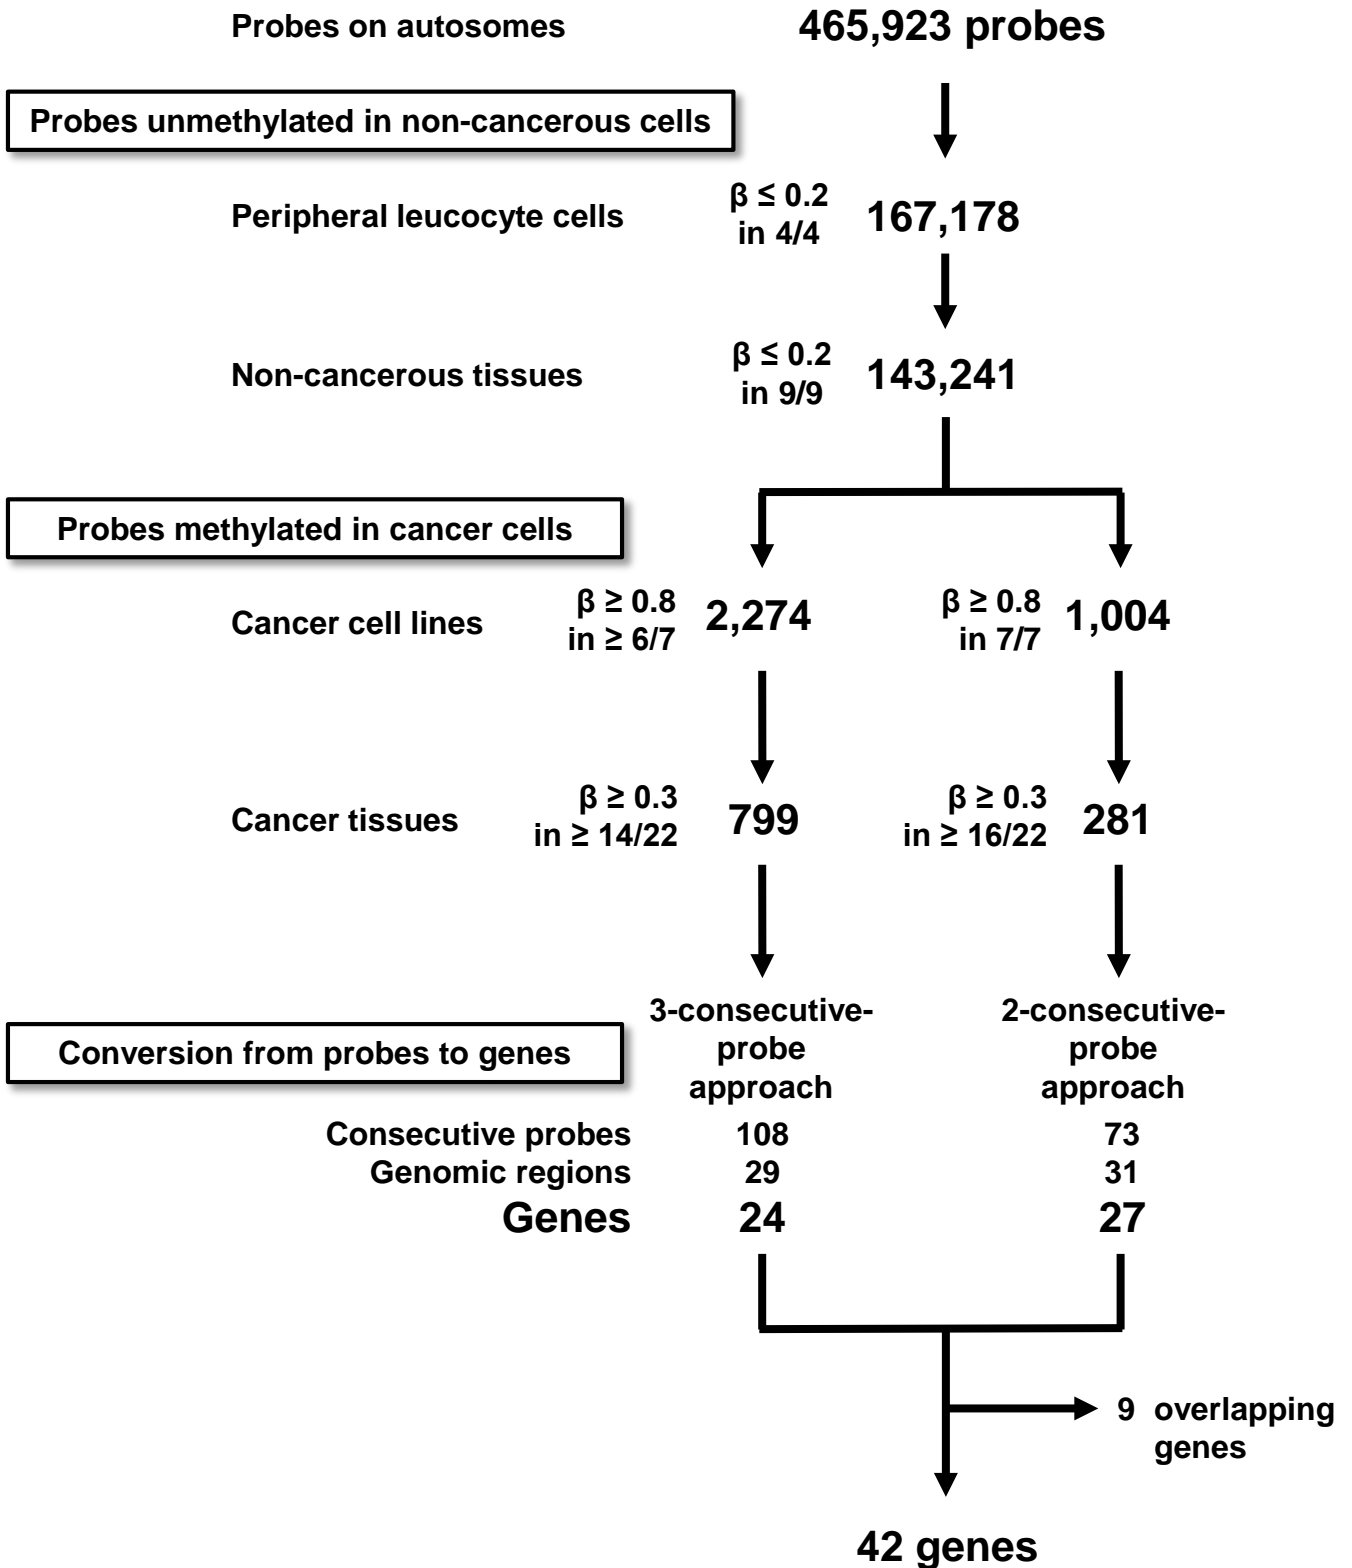 Probes on autosomes
465,923 probes
Probes unmethylated in non-cancerous cells
Peripheral leucocyte cells
β ≤ 0.2
in 4/4
167,178
Non-cancerous tissues
β ≤ 0.2
in 9/9
143,241
Probes methylated in cancer cells
Cancer cell lines
β ≥ 0.8
in ≥ 6/7
2,274
β ≥ 0.8
in 7/7
1,004
Cancer tissues
β ≥ 0.3
in ≥ 14/22
799
β ≥ 0.3
in ≥ 16/22
281
Conversion from probes to genes
3-consecutive-
probe
approach
2-consecutive-
probe
approach
Consecutive probes
108
73
Genomic regions
29
31
Genes
24
27
9 overlapping
genes
42 genes